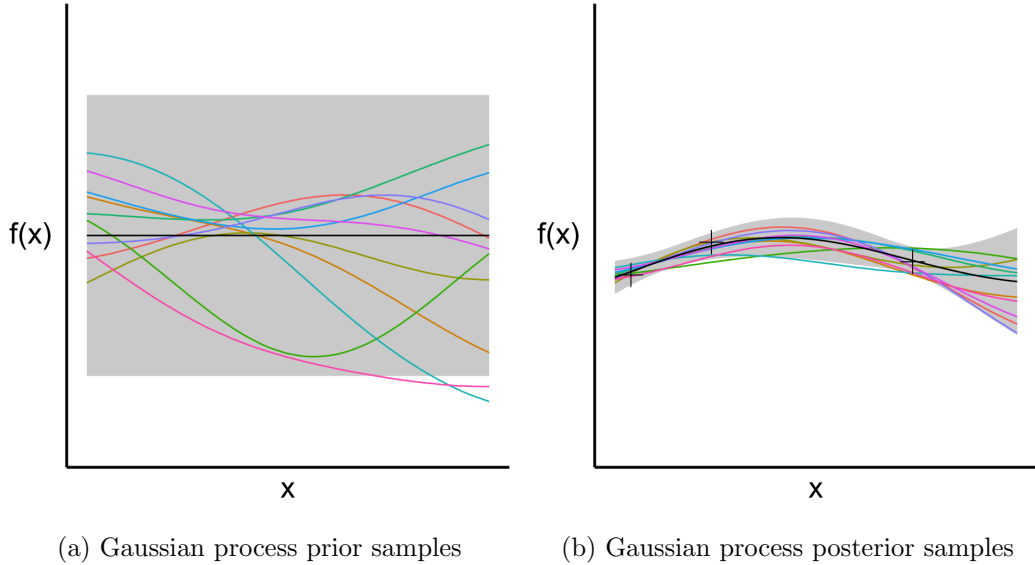 f(x)
x
(a) Gaussian process prior samples
f(x)
x
(b) Gaussian process posterior samples